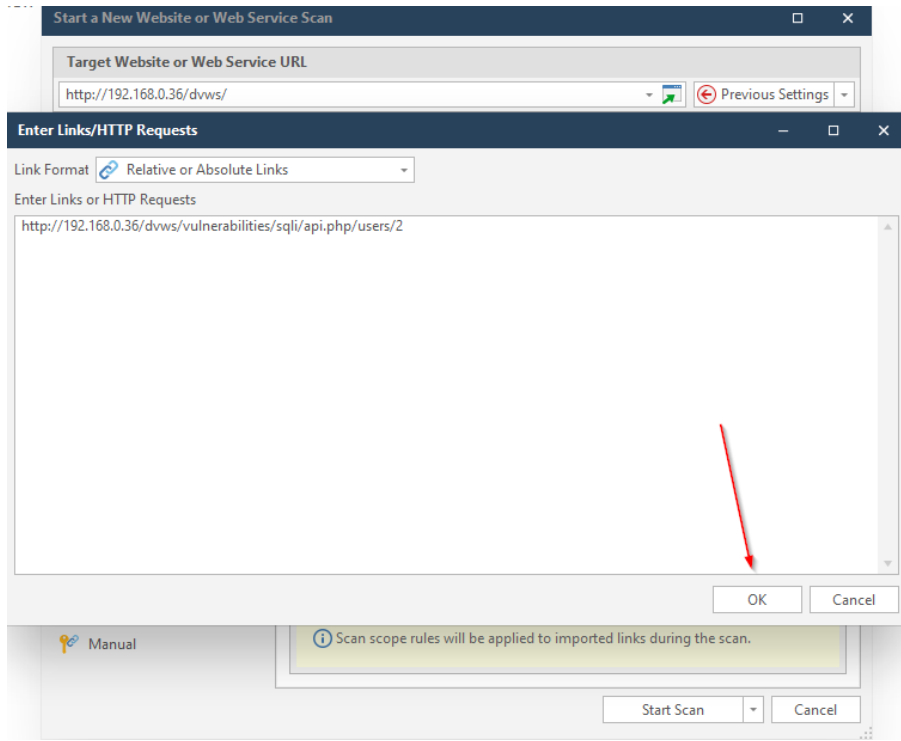 Start a New Website or Web Service Scan
Target Website or Web Service URL
http://192.168.0.36/dvws/
Previous Settings
Enter Links/HTTP Requests
Link Format Relative or Absolute Links
Enter Links or HTTP Requests
http://192.168.0.36/dvws/vulnerabilities/sqli/api.php/users/2
OK Cancel
Manual
Scan scope rules will be applied to imported links during the scan.
Start Scan Cancel